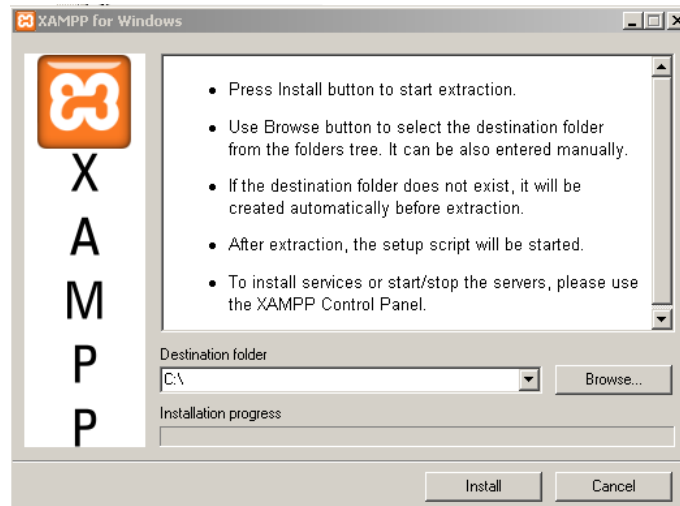 XAMPP for Windows
X
A
M
P
P
• Press Install button to start extraction.
• Use Browse button to select the destination folder
from the folders tree. It can be also entered manually.
• If the destination folder does not exist, it will be
created automatically before extraction.
• After extraction, the setup script will be started.
• To install services or start/stop the servers, please use
the XAMPP Control Panel.
Destination folder
C:\
Browse...
Installation progress
Install
Cancel